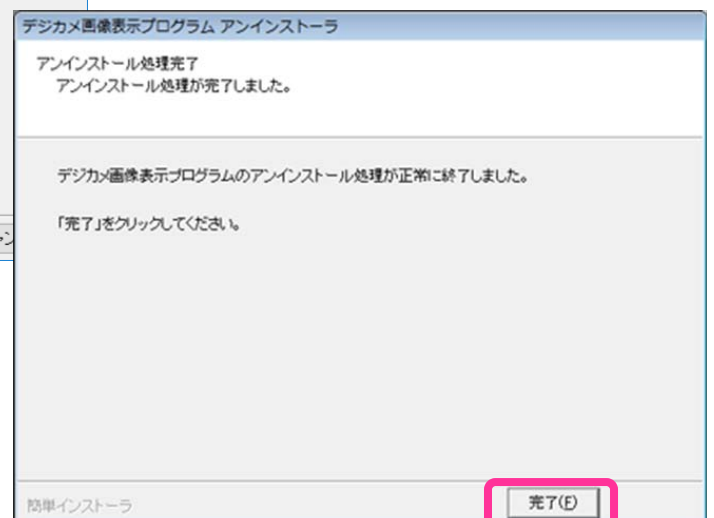 デジカメ画像表示プログラム アンインストーラ
アンインストール処理完了
アンインストール処理が完了しました。
デジカメ画像表示プログラムのアンインストール処理が正常に終了しました。
「完了」をクリックしてください。
簡単インストーラ
完了(F)